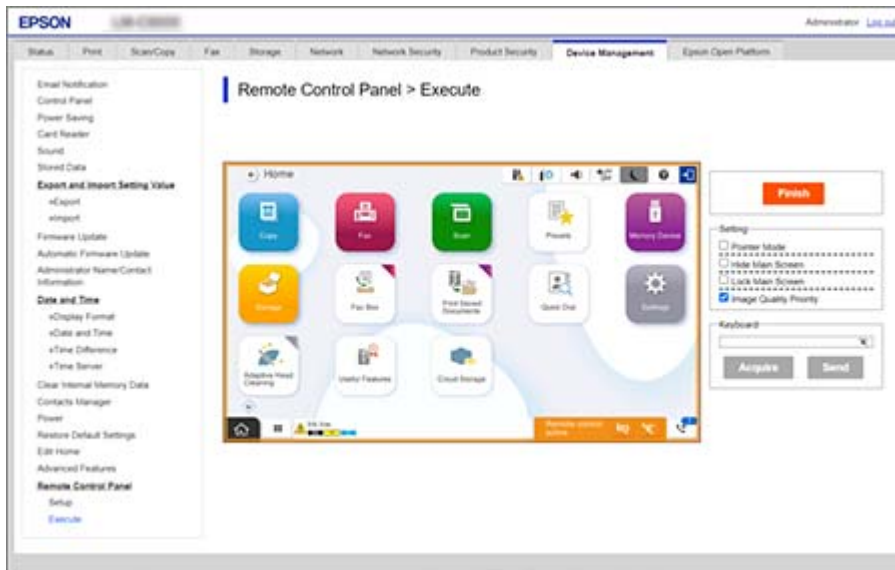 EPSON
Administrator Log out
Status Print Scan/Copy Fax Storage Network Network Security Product Security Device Management Epson Open Platform
Email Notification
Control Panel
Power Saving
Card Reader
Sound
Stored Data
Export and Import Setting Value
»Export
»Import
Firmware Update
Automatic Firmware Update
Administrator Name/Contact
Information
Date and Time
»Display Format
»Date and Time
»Time Difference
»Time Server
Clear Internal Memory Data
Contacts Manager
Power
Restore Default Settings
Edit Home
Advanced Features
Remote Control Panel
Setup
Execute
Remote Control Panel > Execute
Home
Copy
Fax
Scan
Presets
Memory Device
Storage
Fax Box
Print Stored
Documents
Quick Dial
Settings
Adaptive Head
Cleaning
Useful Features
Cloud Storage
Remote control
active
Finish
Setting
Pointer Mode
Hide Main Screen
Lock Main Screen
Image Quality Priority
Keyboard
Acquire Send